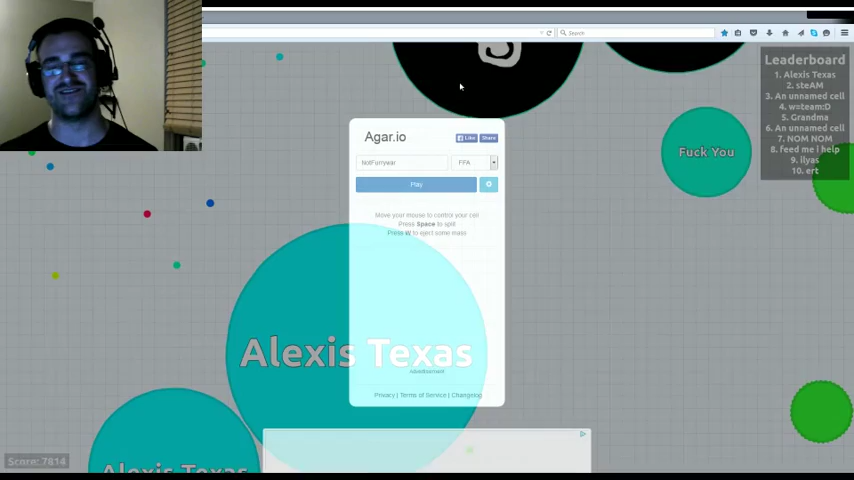 Search
Leaderboard
1. Alexis Texas
2. steAM
3. An unnamed cell
4. w=team:D
5. Grandma
6. An unnamed cell
7. NOM NOM
8. feed me i help
9. ilyas
10. ert
Agar.io
Like
Share
NotFurrywar
FFA
Play
Fuck You
Move your mouse to control your cell
Press Space to split
Press W to eject some mass
Alexis Texas
Advertisement
Privacy | Terms of Service | Changelog
Alexis Texas
Score: 7814